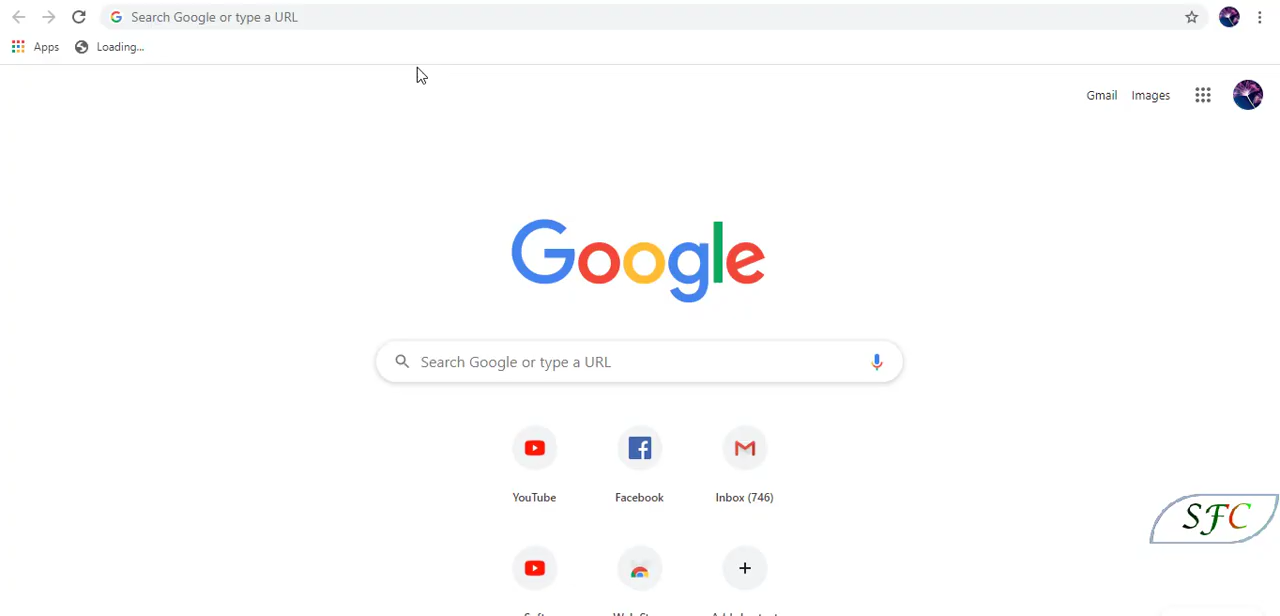 Search Google or type a URL
Apps Loading...
Gmail Images
Google
Search Google or type a URL
YouTube Facebook Inbox (746)
SFC